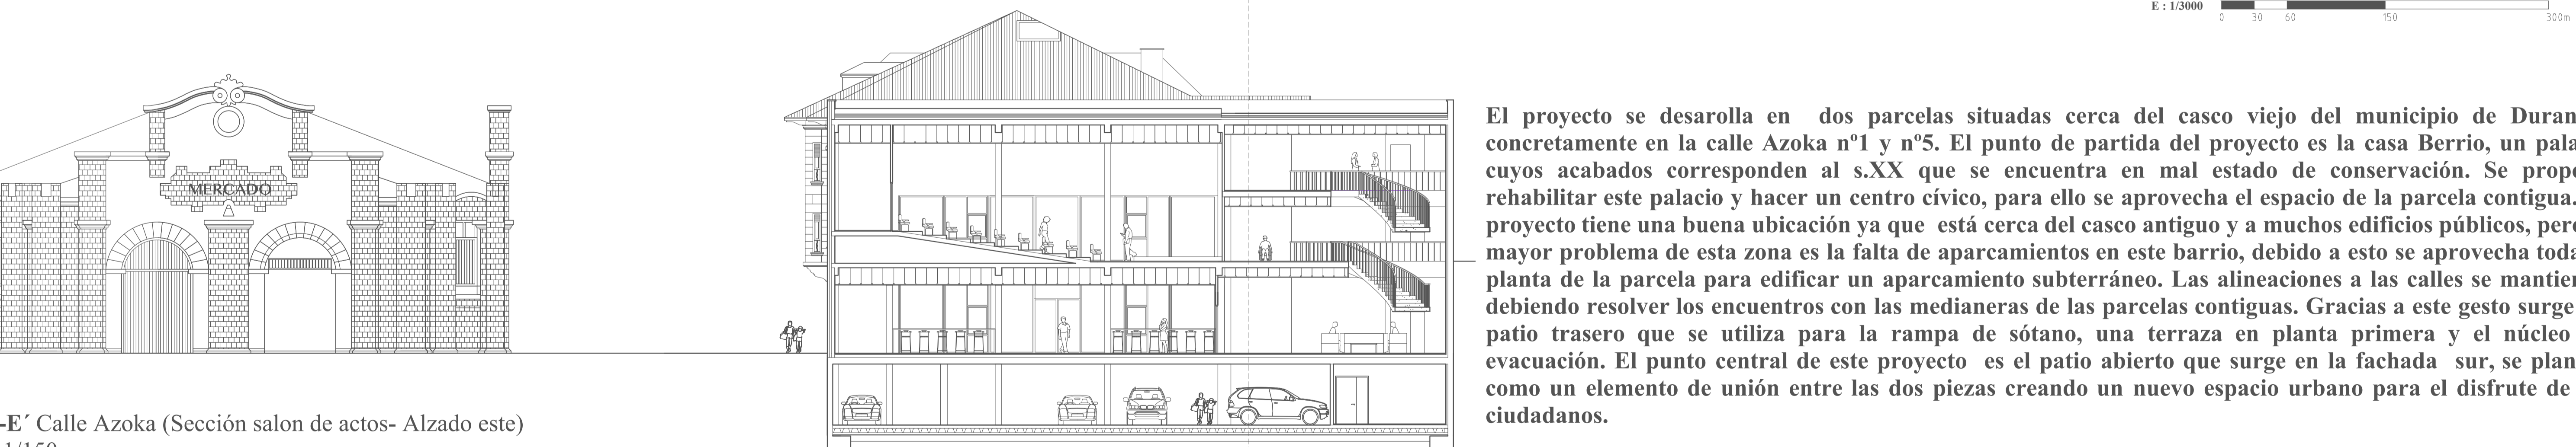 E : 1/3000
0 30 60 150 300m
MERCADO
El proyecto se desarolla en dos parcelas situadas cerca del casco viejo del municipio de Duran
concretamente en la calle Azoka nº1 y nº5. El punto de partida del proyecto es la casa Berrio, un pala
cuyos acabados corresponden al s.XX que se encuentra en mal estado de conservación. Se prop
rehabilitar este palacio y hacer un centro cívico, para ello se aprovecha el espacio de la parcela contigua.
proyecto tiene una buena ubicación ya que está cerca del casco antiguo y a muchos edificios públicos, per
mayor problema de esta zona es la falta de aparcamientos en este barrio, debido a esto se aprovecha toda
planta de la parcela para edificar un aparcamiento subterráneo. Las alineaciones a las calles se mantien
debiendo resolver los encuentros con las medianeras de las parcelas contiguas. Gracias a este gesto surge
patio trasero que se utiliza para la rampa de sótano, una terraza en planta primera y el núcleo
evacuación. El punto central de este proyecto es el patio abierto que surge en la fachada sur, se plan
como un elemento de unión entre las dos piezas creando un nuevo espacio urbano para el disfrute de
ciudadanos.
-E´ Calle Azoka (Sección salon de actos- Alzado este)
1/150